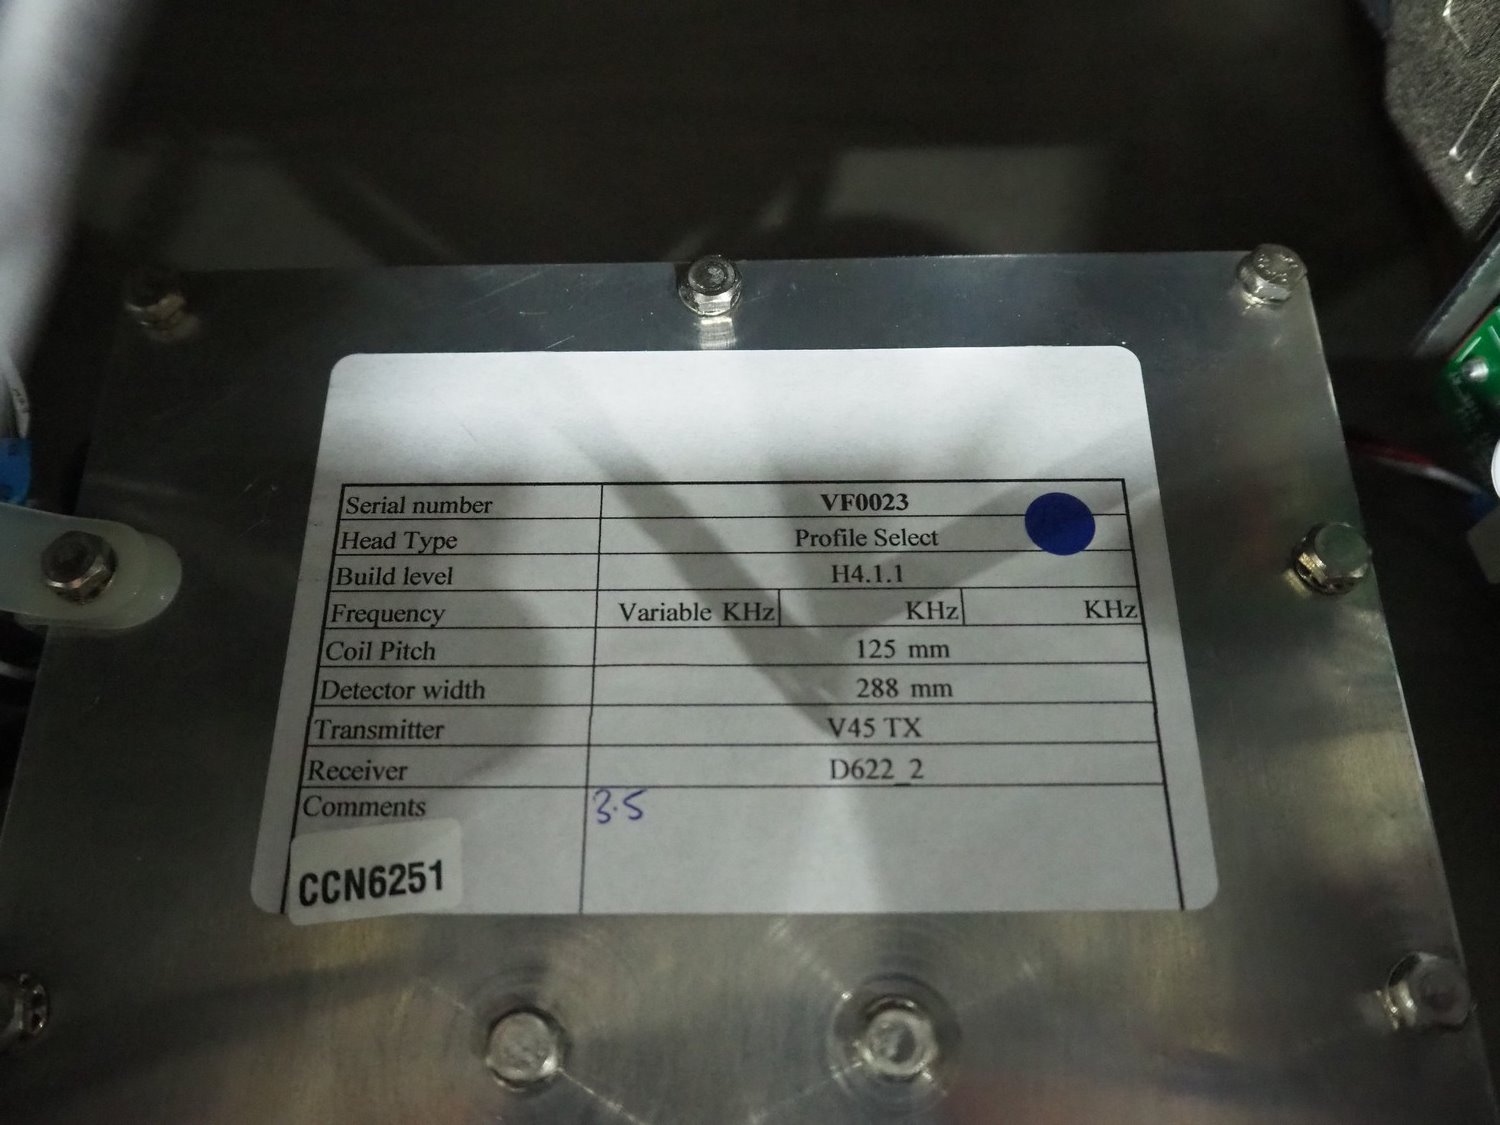 Serial number VF0023
Head Type Profile Select
Build level H4.1.1
Frequency Variable KHz KHz KHz
Coil Pitch 125 mm
Detector width 288 mm
Transmitter V45 TX
Receiver D622_2
Comments 3.5
CCN6251